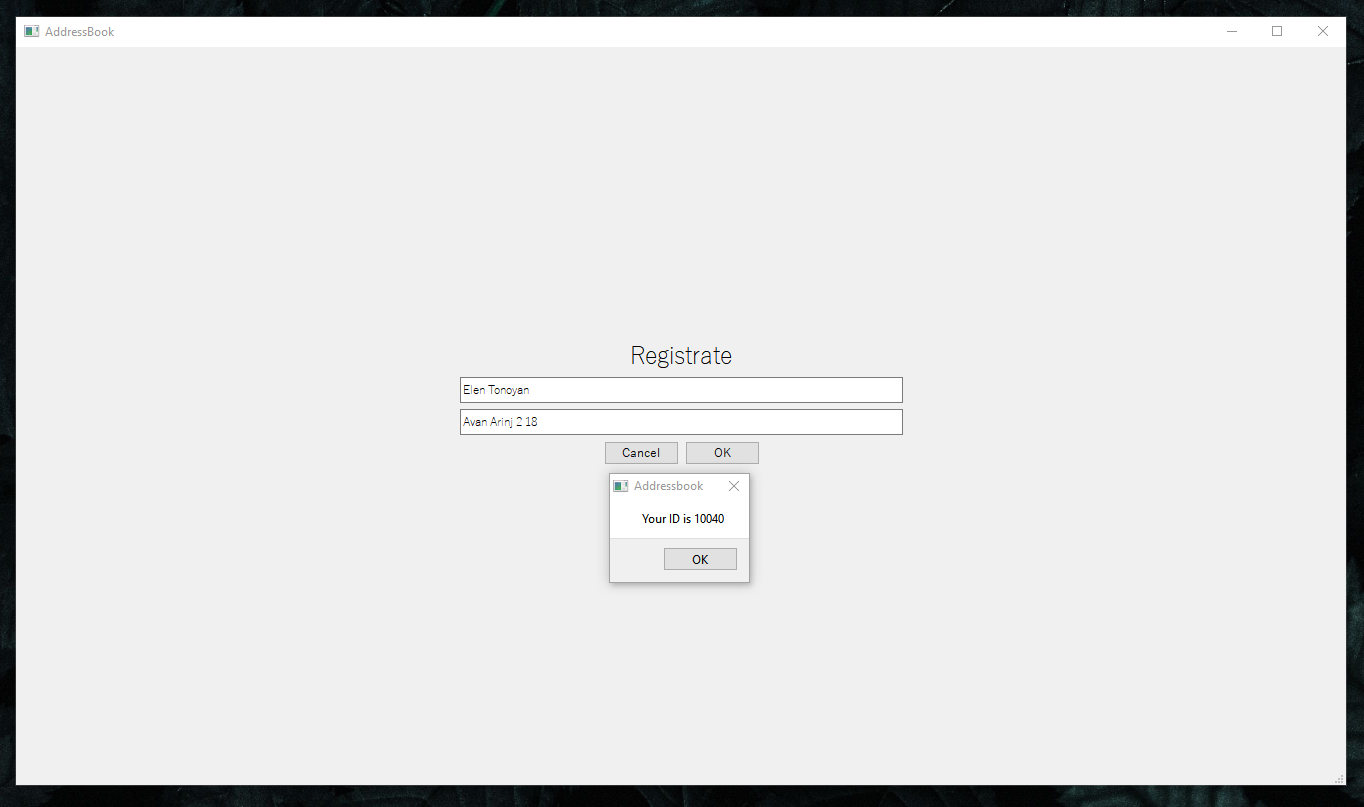 AddressBook
Registrate
Elen Tonoyan
Avan Arinj 2 18
Cancel OK
Addressbook
Your ID is 10040
OK